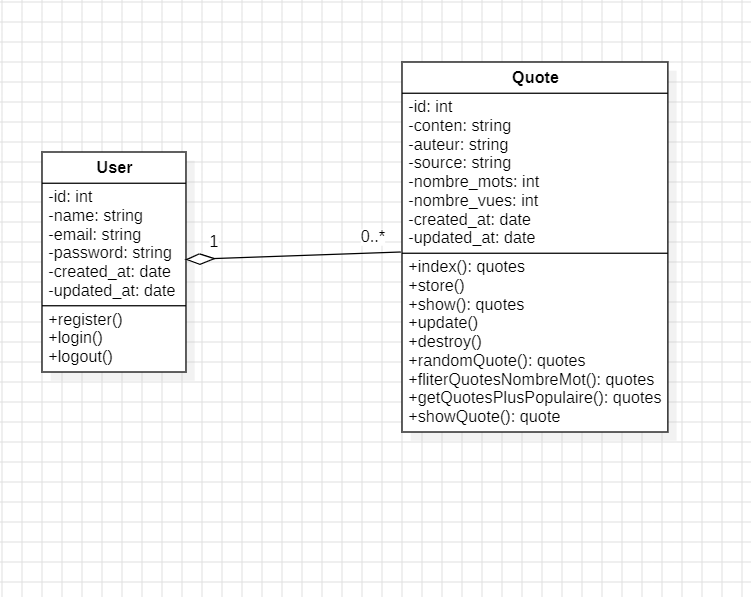 User
-id: int
-name: string
-email: string
-password: string
-created_at: date
-updated_at: date
+register()
+login()
+logout()
1
0..*
Quote
-id: int
-conten: string
-auteur: string
-source: string
-nombre_mots: int
-nombre_vues: int
-created_at: date
-updated_at: date
+index(): quotes
+store()
+show(): quotes
+update()
+destroy()
+randomQuote(): quotes
+fliterQuotesNombreMot(): quotes
+getQuotesPlusPopulaire(): quotes
+showQuote(): quote